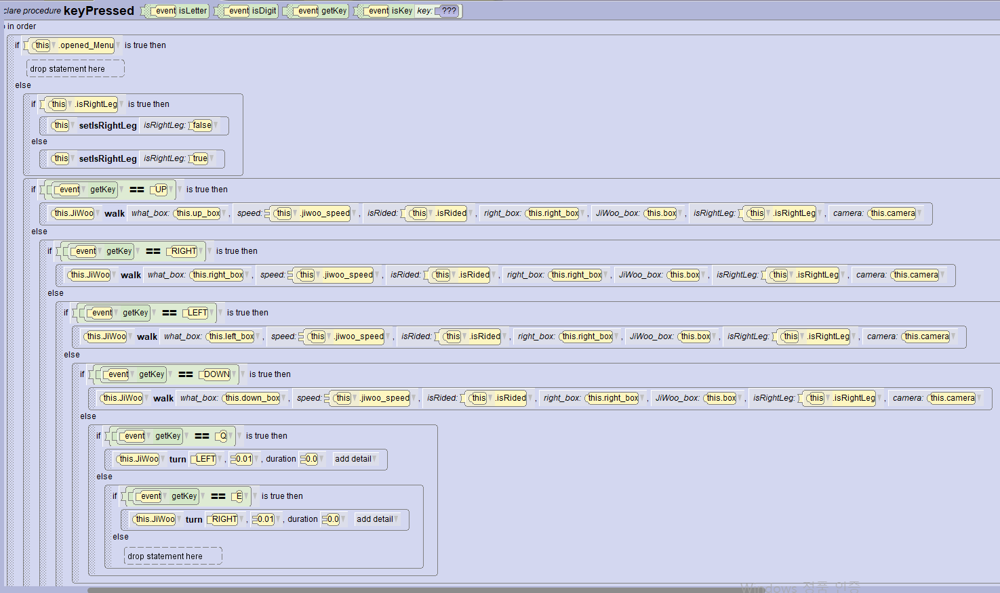 clare procedure keyPressed event isLetter event isDigit event getKey event isKey key: ???
in order
if this .opened_Menu is true then
drop statement here
else
if this .isRightLeg is true then
this setIsRightLeg isRightLeg: false
else
this setIsRightLeg isRightLeg: true
if event getKey == UP is true then
this.JiWoo walk what_box: this.up_box , speed: this .jiwoo_speed , isRided: this .isRided , right_box: this.right_box , JiWoo_box: this.box , isRightLeg: this .isRightLeg , camera: this.camera
else
if event getKey == RIGHT is true then
this.JiWoo walk what_box: this.right_box , speed: this .jiwoo_speed , isRided: this .isRided , right_box: this.right_box , JiWoo_box: this.box , isRightLeg: this .isRightLeg , camera: this.camera
else
if event getKey == LEFT is true then
this.JiWoo walk what_box: this.left_box , speed: this .jiwoo_speed , isRided: this .isRided , right_box: this.right_box , JiWoo_box: this.box , isRightLeg: this .isRightLeg , camera: this.camera
else
if event getKey == DOWN is true then
this.JiWoo walk what_box: this.down_box , speed: this .jiwoo_speed , isRided: this .isRided , right_box: this.right_box , JiWoo_box: this.box , isRightLeg: this .isRightLeg , camera: this.camera
else
if event getKey == Q is true then
this.JiWoo turn LEFT , 0.01 , duration 0.0 add detail
else
if event getKey == E is true then
this.JiWoo turn RIGHT , 0.01 , duration 0.0 add detail
else
drop statement here
Windows 정품 인증